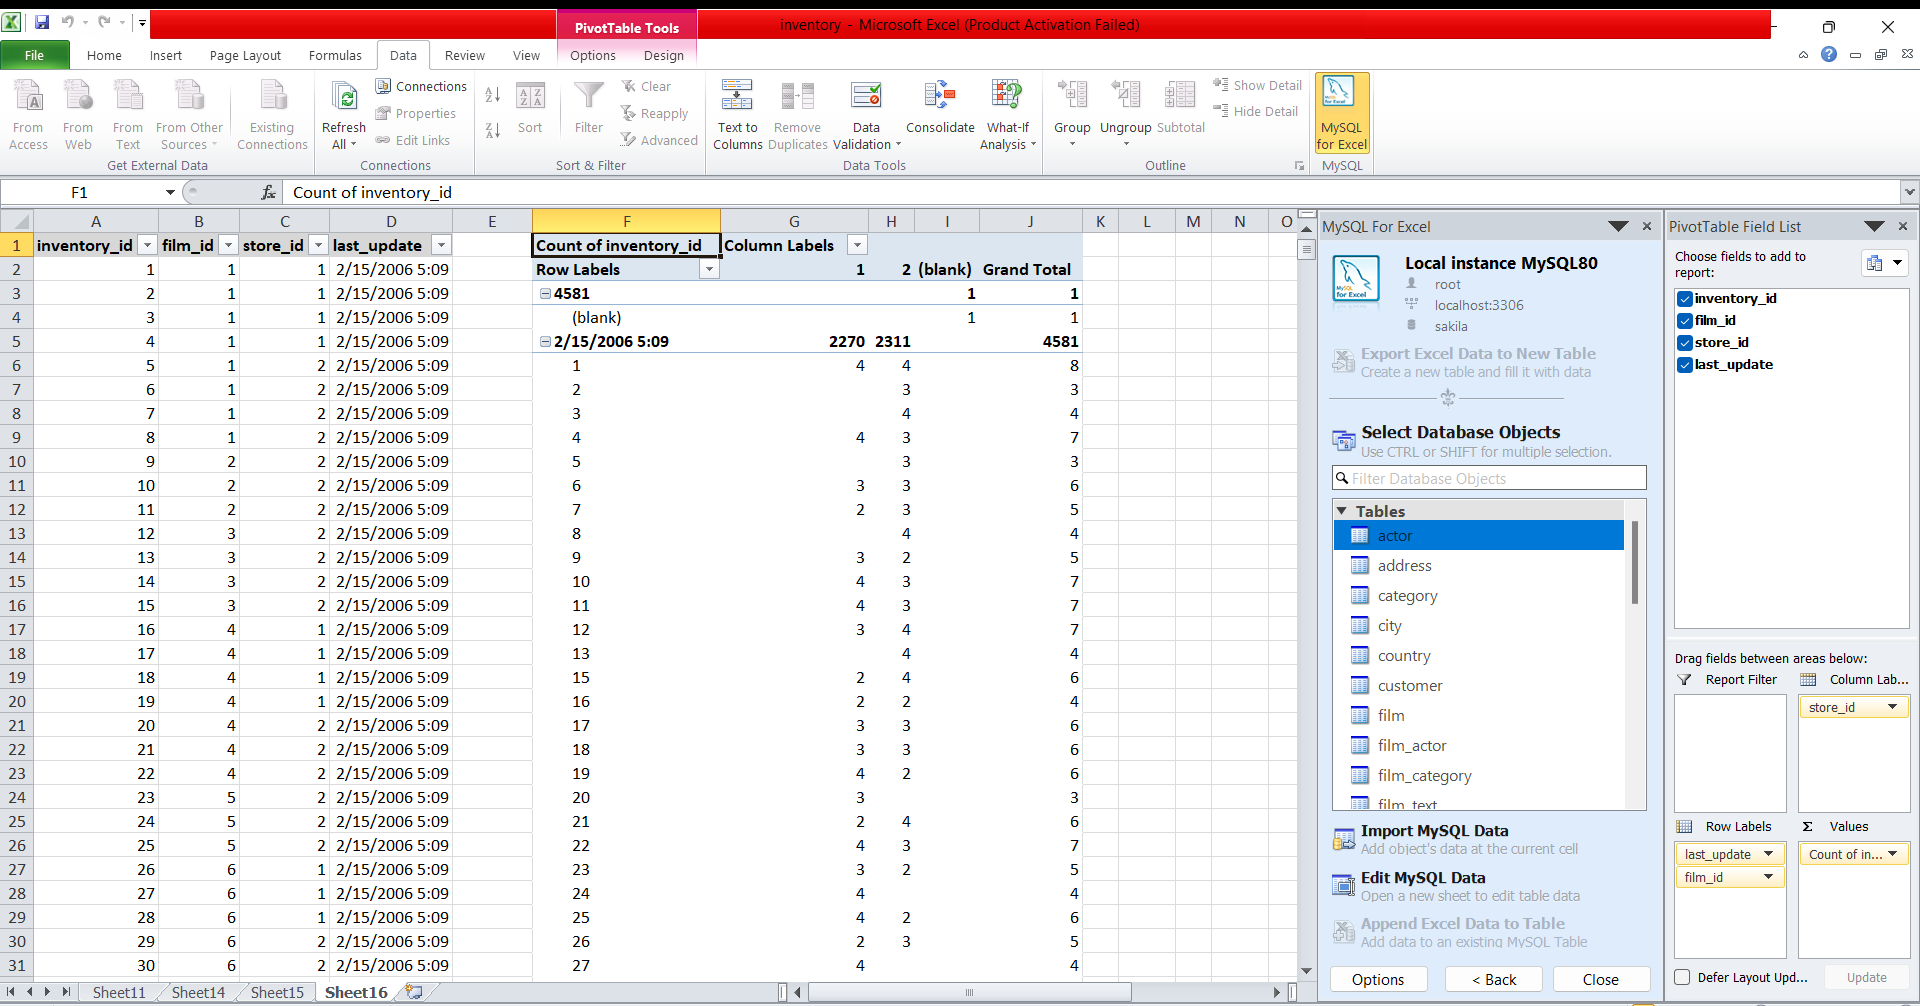 PivotTable Tools
inventory - Microsoft Excel (Product Activation Failed)
File Home Insert Page Layout Formulas Data Review View Options Design
From Access
From Web
From Text
From Other Sources
Existing Connections
Get External Data
Refresh All
Connections
Properties
Edit Links
Connections
Sort
Filter
Clear
Reapply
Advanced
Sort & Filter
Text to Columns
Remove Duplicates
Data Validation
Consolidate
What-If Analysis
Data Tools
Group
Ungroup
Subtotal
Show Detail
Hide Detail
Outline
MySQL for Excel
MySQL
F1 fx Count of inventory_id
A B C D E F G H I J K L M N O
1 inventory_id film_id store_id last_update Count of inventory_id Column Labels
2 1 1 1 2/15/2006 5:09 Row Labels 1 2 (blank) Grand Total
3 2 1 1 2/15/2006 5:09 4581 1 1
4 3 1 1 2/15/2006 5:09 (blank) 1 1
5 4 1 1 2/15/2006 5:09 2/15/2006 5:09 2270 2311 4581
6 5 1 2 2/15/2006 5:09 1 4 4 8
7 6 1 2 2/15/2006 5:09 2 3 3
8 7 1 2 2/15/2006 5:09 3 4 4
9 8 1 2 2/15/2006 5:09 4 4 3 7
10 9 2 2 2/15/2006 5:09 5 3 3
11 10 2 2 2/15/2006 5:09 6 3 3 6
12 11 2 2 2/15/2006 5:09 7 2 3 5
13 12 3 2 2/15/2006 5:09 8 4 4
14 13 3 2 2/15/2006 5:09 9 3 2 5
15 14 3 2 2/15/2006 5:09 10 4 3 7
16 15 3 2 2/15/2006 5:09 11 4 3 7
17 16 4 1 2/15/2006 5:09 12 3 4 7
18 17 4 1 2/15/2006 5:09 13 4 4
19 18 4 1 2/15/2006 5:09 15 2 4 6
20 19 4 1 2/15/2006 5:09 16 2 2 4
21 20 4 2 2/15/2006 5:09 17 3 3 6
22 21 4 2 2/15/2006 5:09 18 3 3 6
23 22 4 2 2/15/2006 5:09 19 4 2 6
24 23 5 2 2/15/2006 5:09 20 3 3
25 24 5 2 2/15/2006 5:09 21 2 4 6
26 25 5 2 2/15/2006 5:09 22 4 3 7
27 26 6 1 2/15/2006 5:09 23 3 2 5
28 27 6 1 2/15/2006 5:09 24 4 4
29 28 6 1 2/15/2006 5:09 25 4 2 6
30 29 6 2 2/15/2006 5:09 26 2 3 5
31 30 6 2 2/15/2006 5:09 27 4 4
Sheet11 Sheet14 Sheet15 Sheet16
MySQL For Excel
MySQL for Excel
Local instance MySQL80
root
localhost:3306
sakila
Export Excel Data to New Table
Create a new table and fill it with data
Select Database Objects
Use CTRL or SHIFT for multiple selection.
Filter Database Objects
Tables
actor
address
category
city
country
customer
film
film_actor
film_category
film_text
Import MySQL Data
Add object's data at the current cell
Edit MySQL Data
Open a new sheet to edit table data
Append Excel Data to Table
Add data to an existing MySQL Table
Options < Back Close
PivotTable Field List
Choose fields to add to
report:
inventory_id
film_id
store_id
last_update
Drag fields between areas below:
Report Filter Column Lab...
store_id
Row Labels Σ Values
last_update Count of in...
film_id
Defer Layout Upd... Update